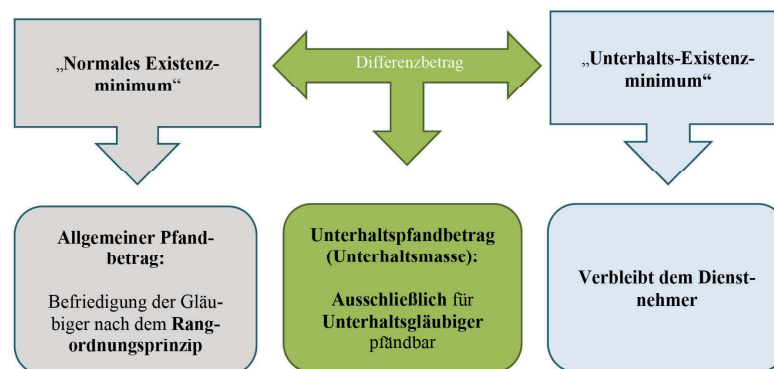 „Normales Existenz-
minimum“
Differenzbetrag
„Unterhalts-Existenz-
minimum“
Allgemeiner Pfand-
betrag:
Befriedigung der Gläu-
biger nach dem Rang-
ordnungsprinzip
Unterhaltspfandbetrag
(Unterhaltsmasse):
Ausschließlich für
Unterhaltsgläubiger
pfändbar
Verbleibt dem Dienst-
nehmer